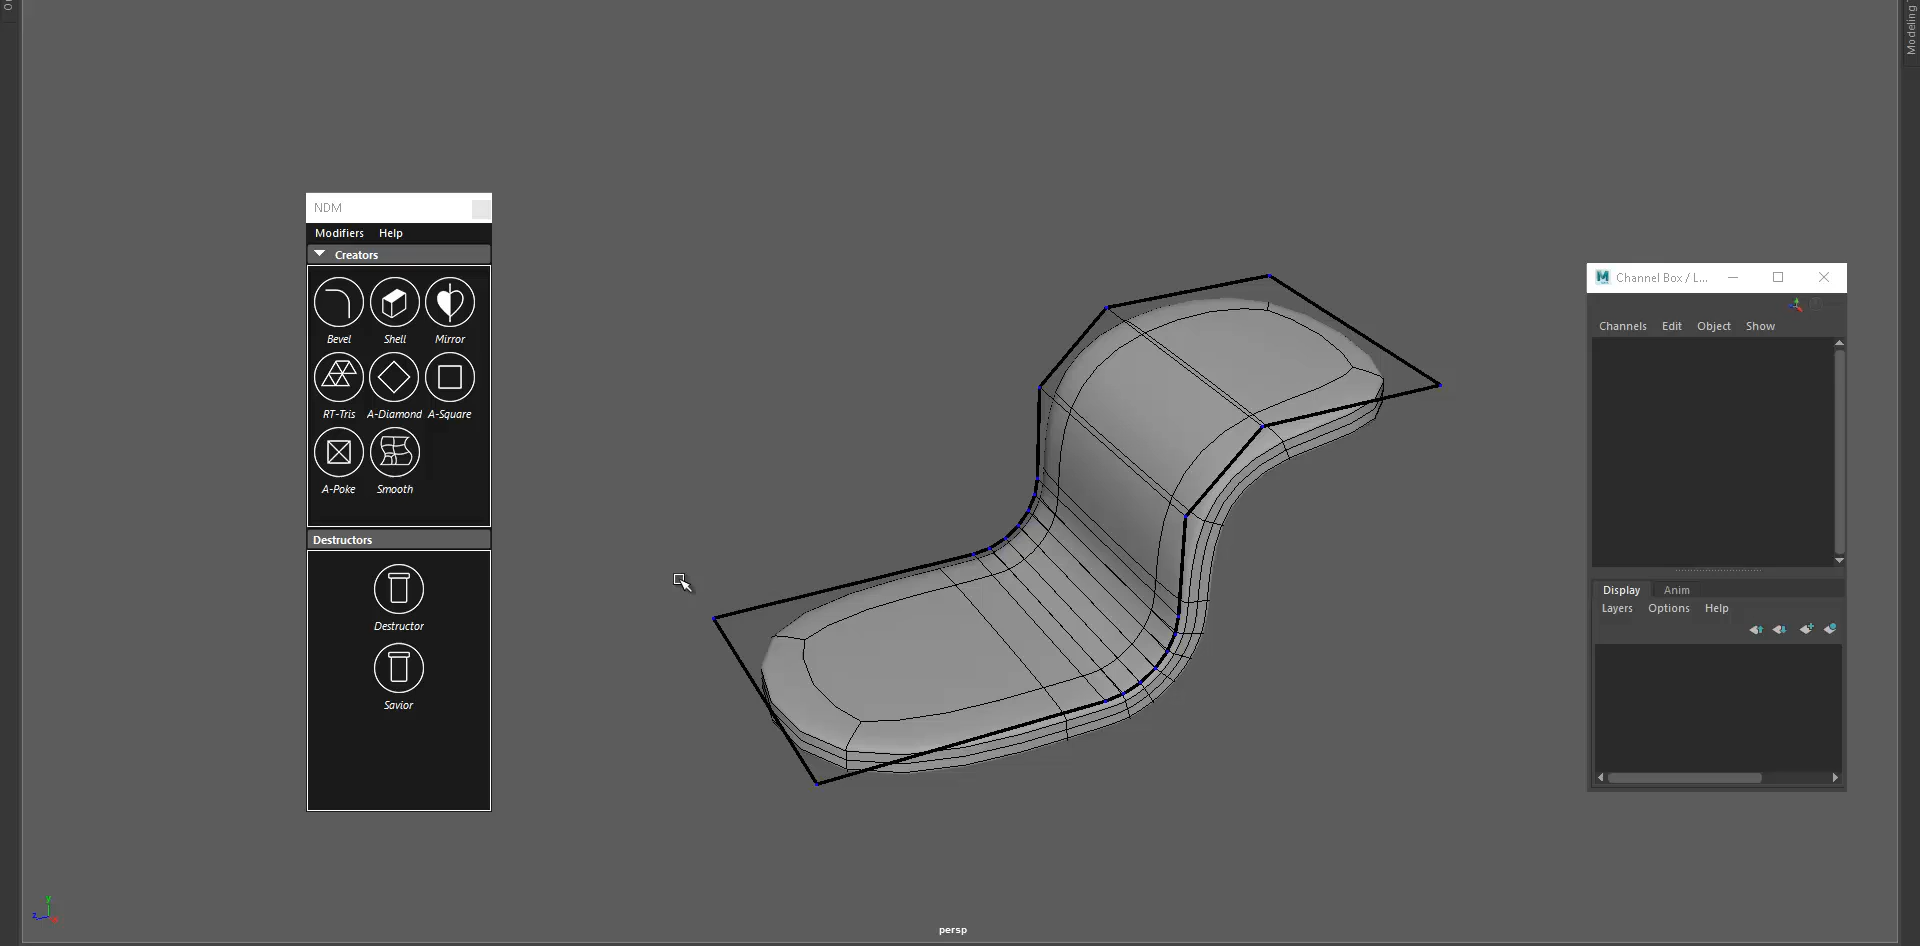 Modeling
NDM
Modifiers Help
Creators
Bevel Shell Mirror
RT-Tris A-Diamond A-Square
A-Poke Smooth
Destructors
Destructor
Savior
Channel Box / L...
Channels Edit Object Show
Display Anim
Layers Options Help
y
z x
persp